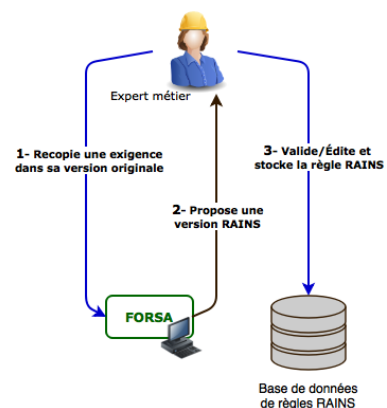 Expert métier
1- Recopie une exigence
dans sa version originale
3- Valide/Édite et
stocke la règle RAINS
2- Propose une
version RAINS
FORSA
Base de données
de règles RAINS